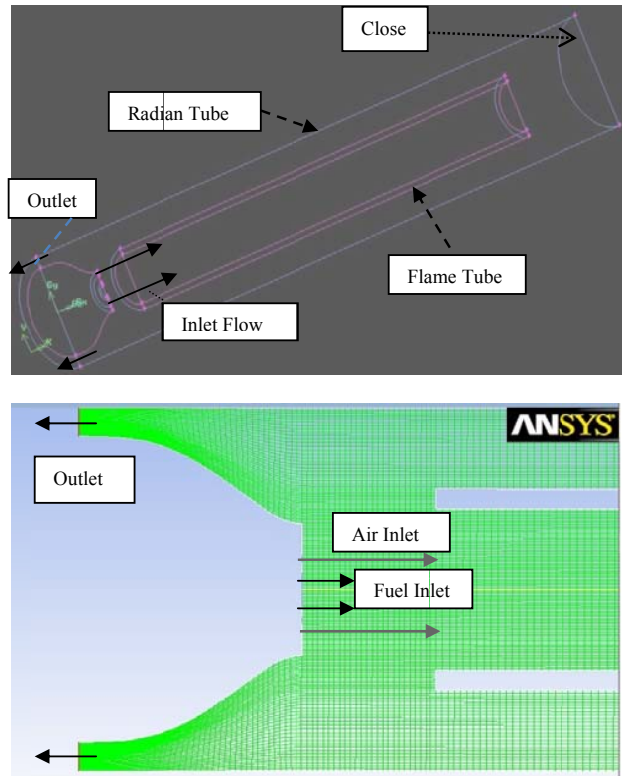 Close
Radian Tube
Outlet
Flame Tube
Inlet Flow
ANSYS
Outlet
Air Inlet
Fuel Inlet